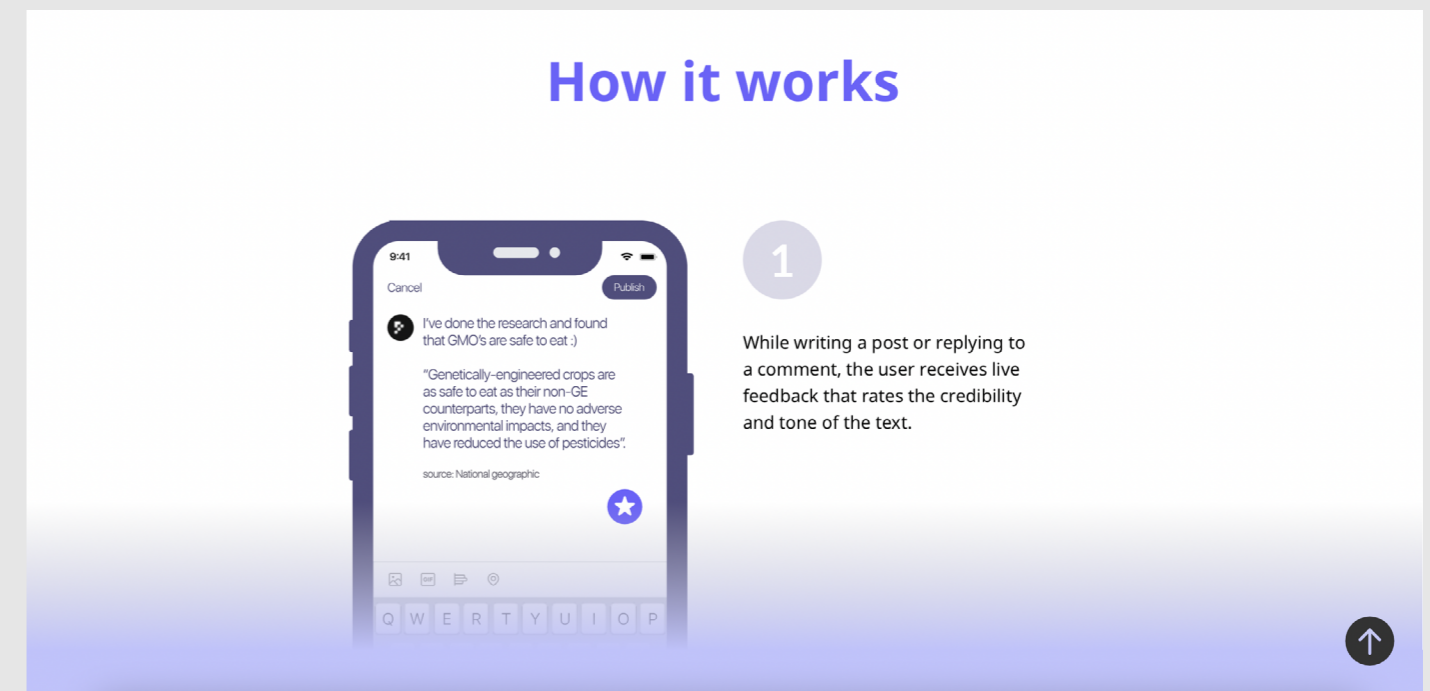 How it works
9:41
Cancel
Publish
I've done the research and found
that GMO's are safe to eat :)
“Genetically-engineered crops are
as safe to eat as their non-GE
counterparts, they have no adverse
environmental impacts, and they
have reduced the use of pesticides”.
source: National geographic
GIF
Q W E R T Y U I O P
1
While writing a post or replying to
a comment, the user receives live
feedback that rates the credibility
and tone of the text.